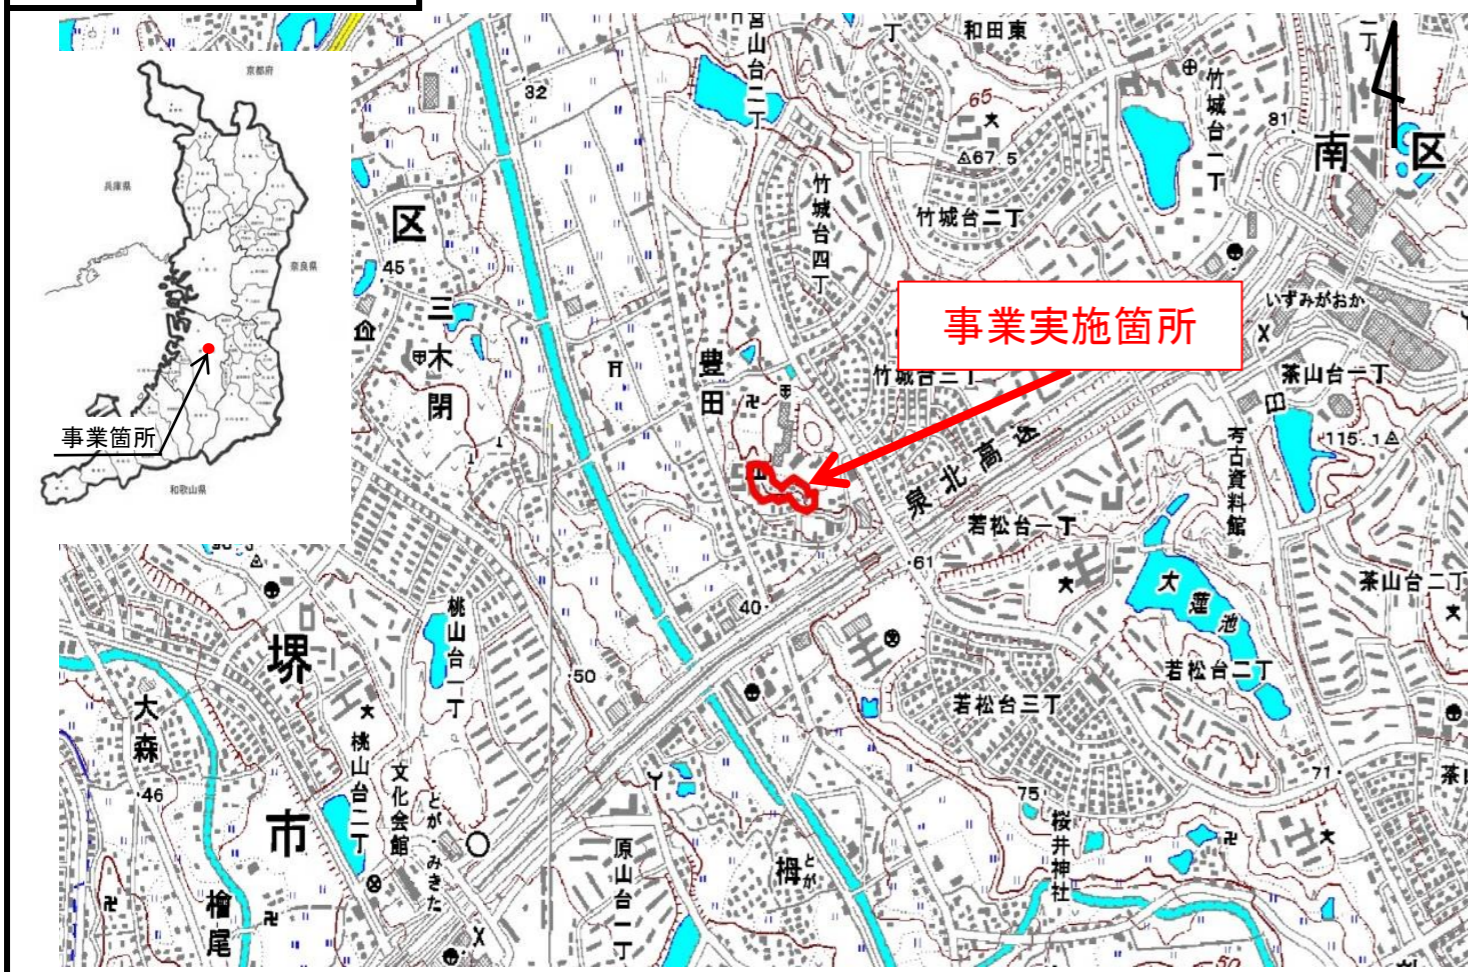 京都府
兵庫県
奈良県
事業箇所
和歌山県
事業実施箇所
宮山台二丁
丁
和田東
二丁
竹城台一丁
南区
32
65
67.5
81
竹城台二丁
竹城台四丁
区
45
三木閉
豊田
竹城台三丁
いずみがおか
茶山台一丁
115.1
考古資料館
泉北高速
若松台一丁
61
大蓮池
茶山台二丁
若松台二丁
若松台三丁
40
50
桃山台一丁
堺
市
大森
46
桃山台二丁
文化会館
とが・みきた
檜尾
原山台一丁
栂
とが
桜井神社
75
71
茶山
50